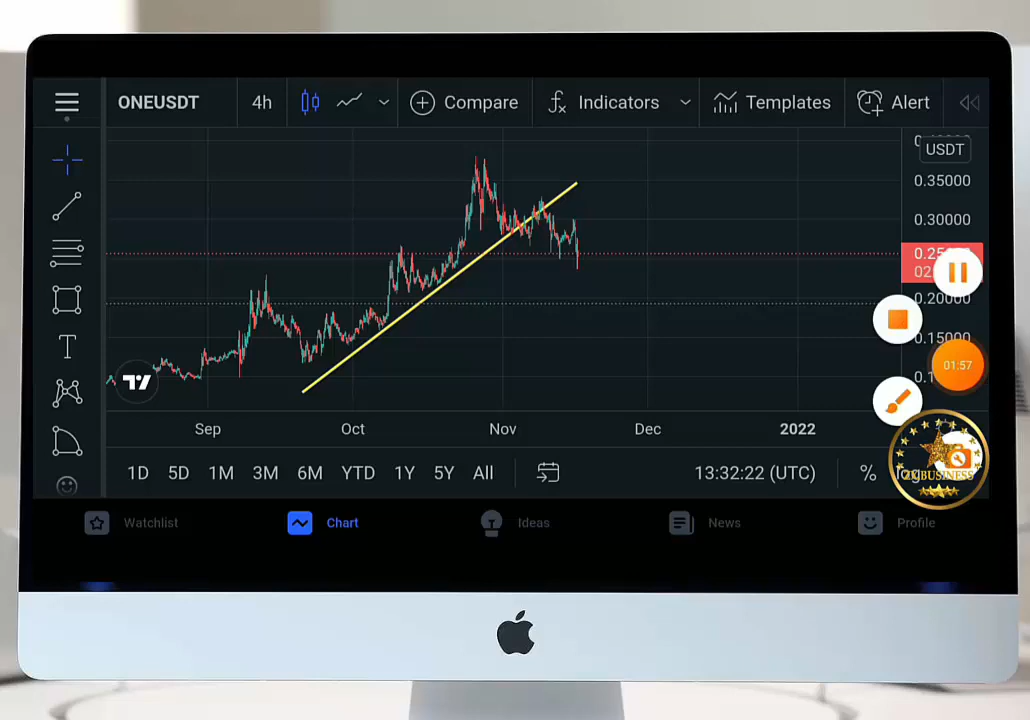 ONEUSDT 4h Compare Indicators Templates Alert
USDT
0.35000
0.30000
0.20000
0.15000
T
Sep Oct Nov Dec 2022
1D 5D 1M 3M 6M YTD 1Y 5Y All 13:32:22 (UTC) % log
01:57
2KBUSINESS
Watchlist Chart Ideas News Profile